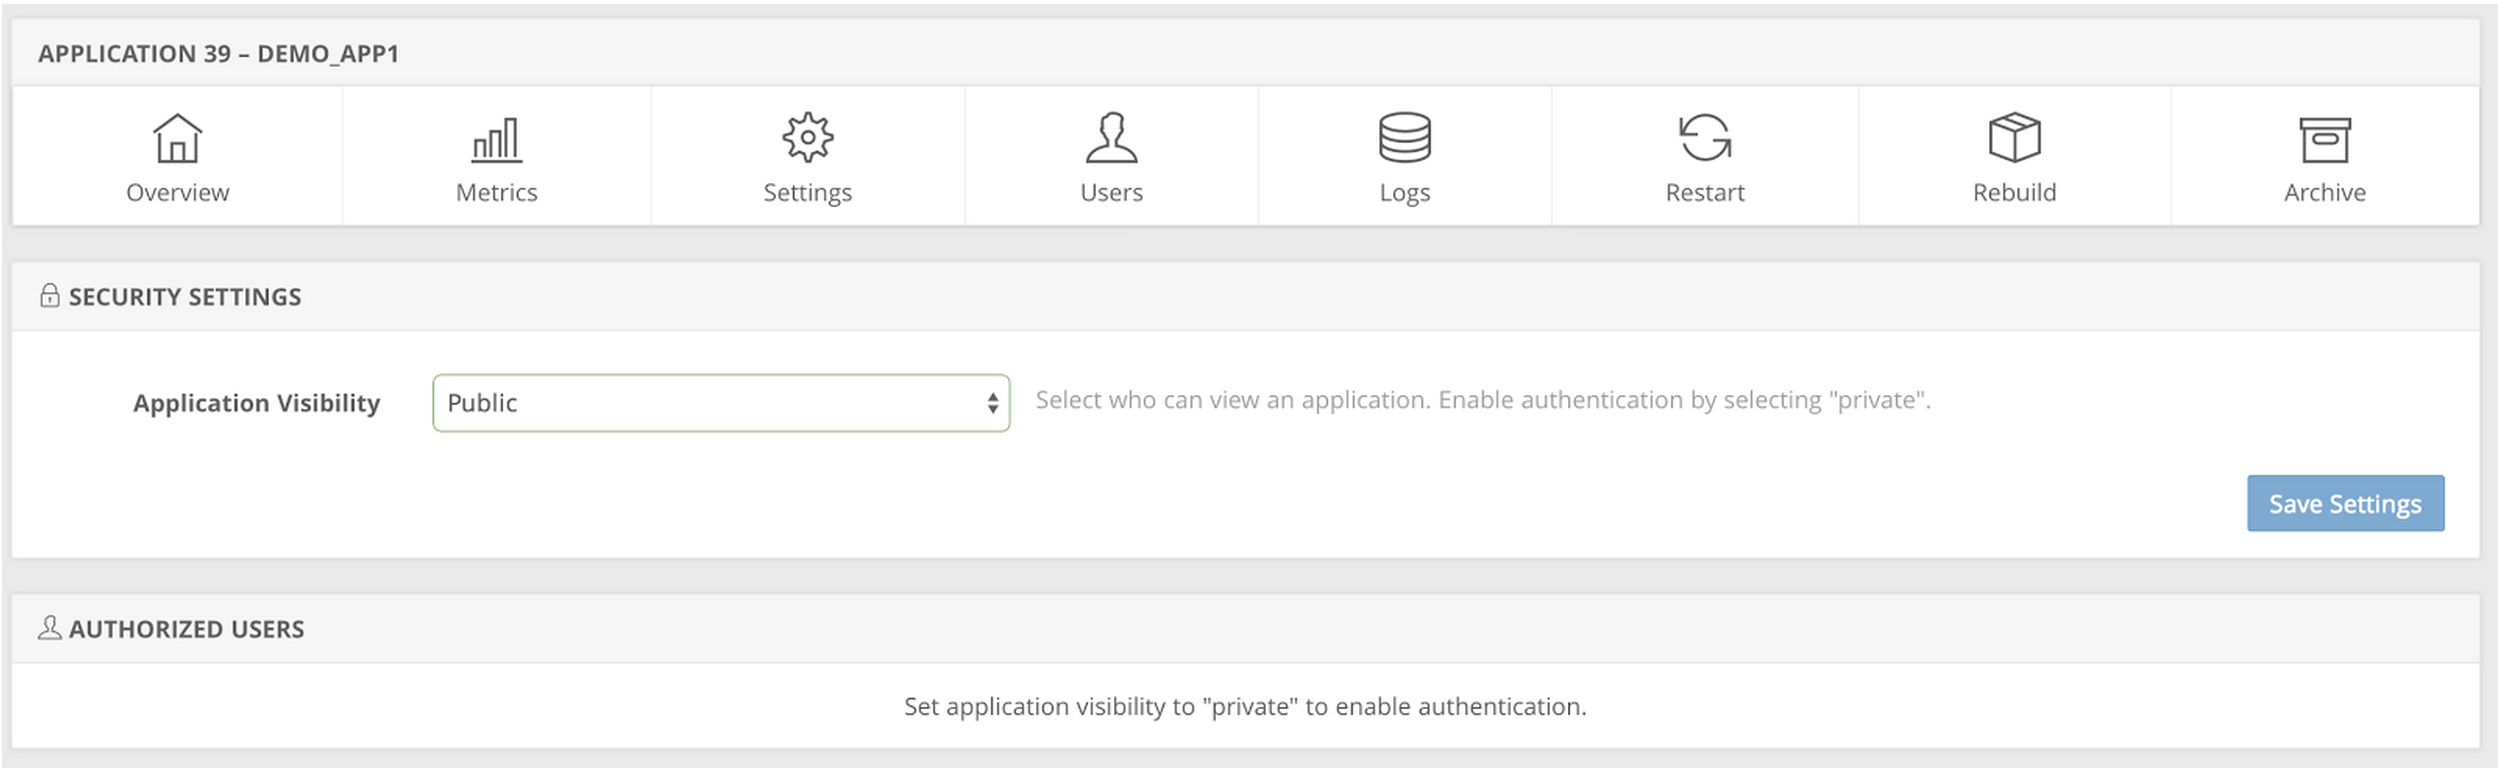 APPLICATION 39 – DEMO_APP1
Overview
Metrics
Settings
Users
Logs
Restart
Rebuild
Archive
SECURITY SETTINGS
Application Visibility
Public
Select who can view an application. Enable authentication by selecting "private".
Save Settings
AUTHORIZED USERS
Set application visibility to "private" to enable authentication.